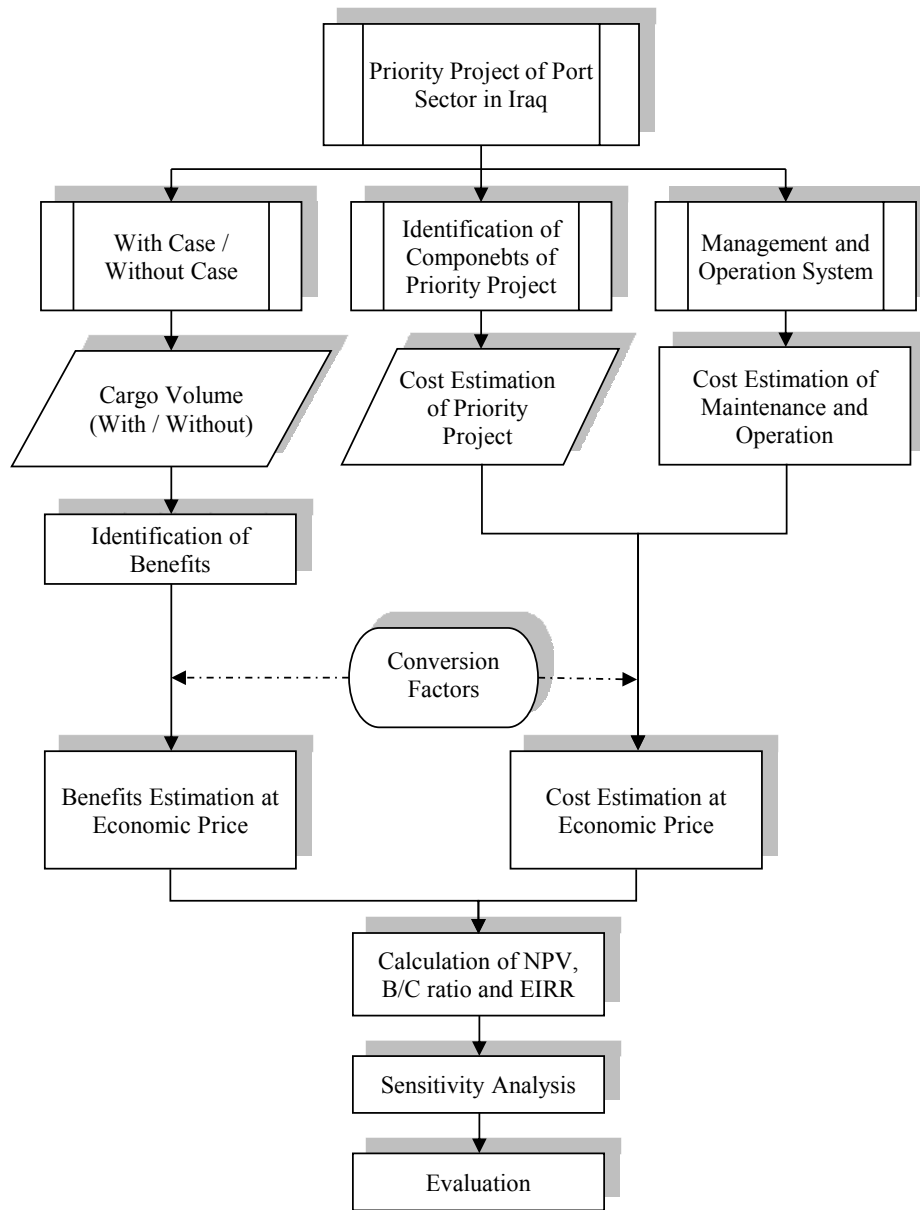 Priority Project of Port
Sector in Iraq
With Case /
Without Case
Identification of
Componebts of
Priority Project
Management and
Operation System
Cargo Volume
(With / Without)
Cost Estimation
of Priority
Project
Cost Estimation of
Maintenance and
Operation
Identification of
Benefits
Conversion
Factors
Benefits Estimation at
Economic Price
Cost Estimation at
Economic Price
Calculation of NPV,
B/C ratio and EIRR
Sensitivity Analysis
Evaluation